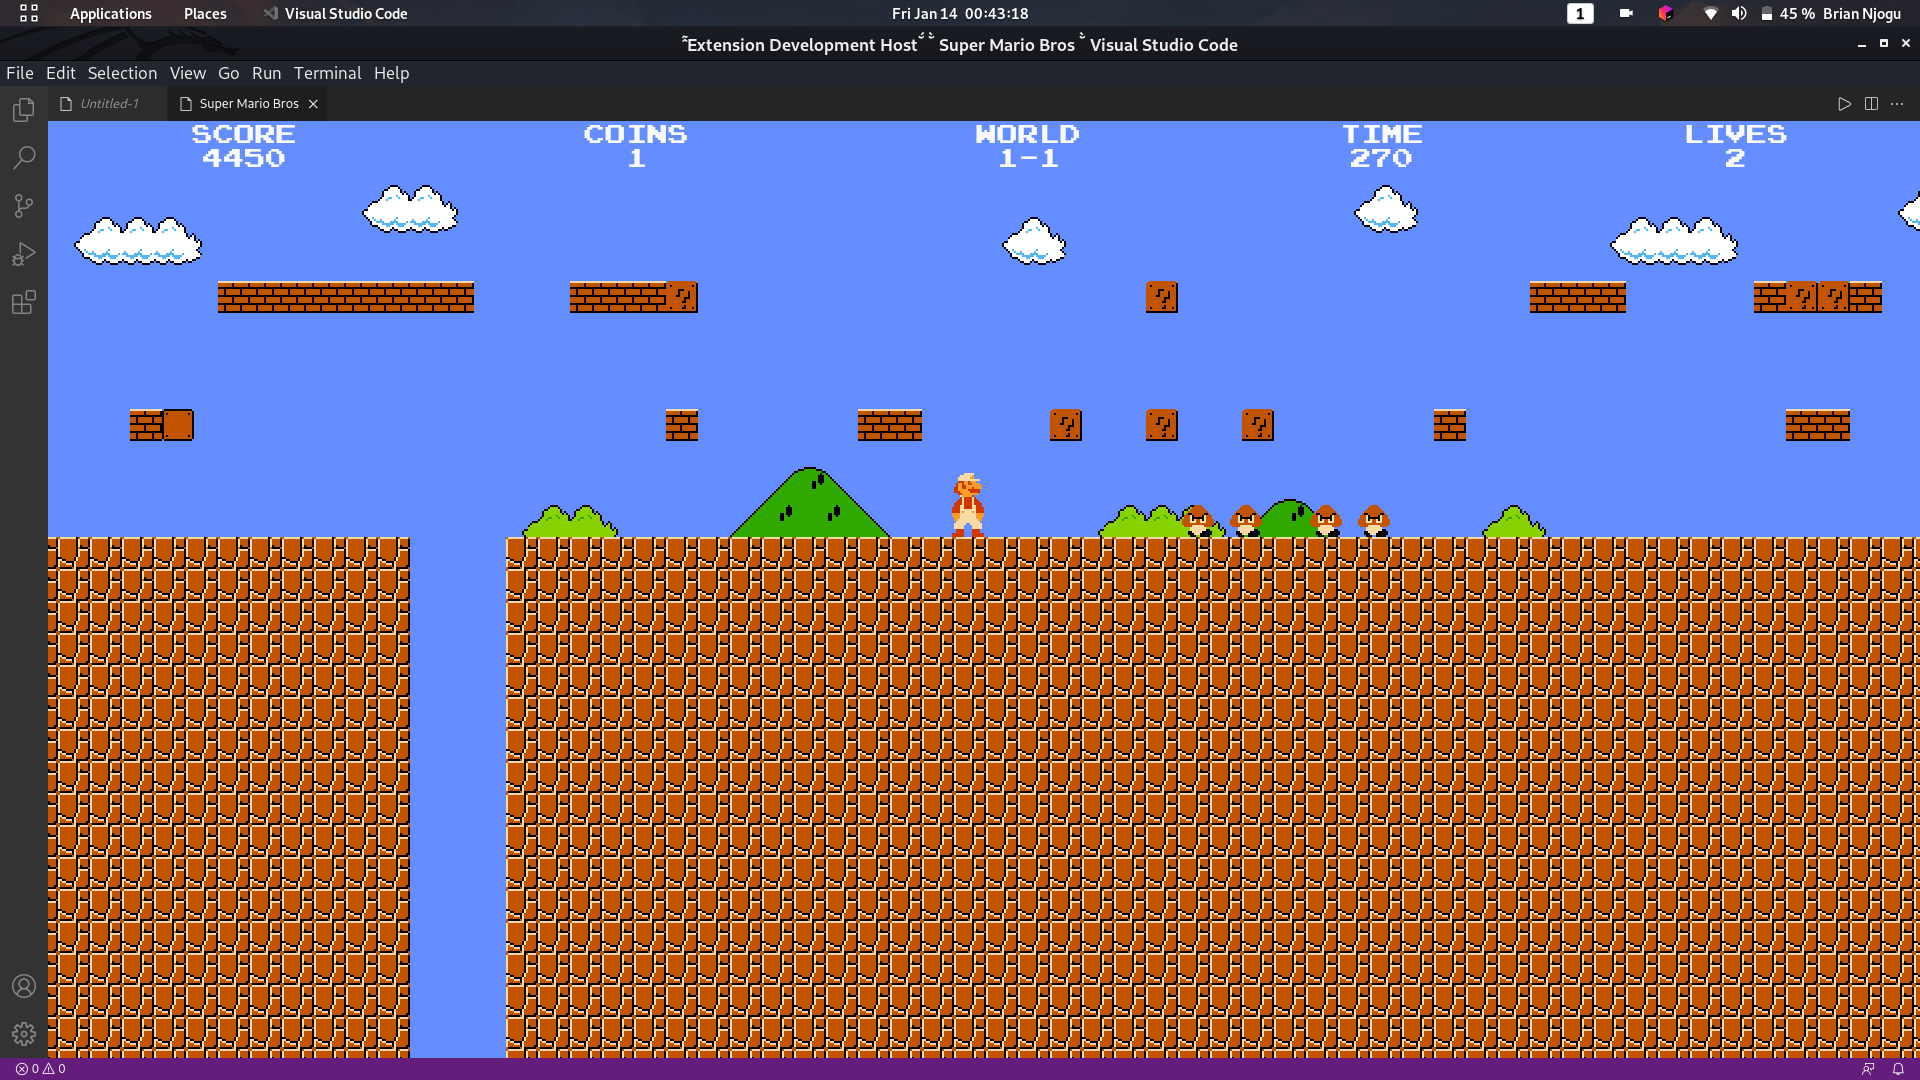 Applications Places Visual Studio Code Fri Jan 14 00:43:18 1 45 % Brian Njogu
Extension Development Host Super Mario Bros Visual Studio Code
File Edit Selection View Go Run Terminal Help
Untitled-1 Super Mario Bros
SCORE COINS WORLD TIME LIVES
4450 1 1-1 270 2
? ? ? ?
? ? ?
0 0